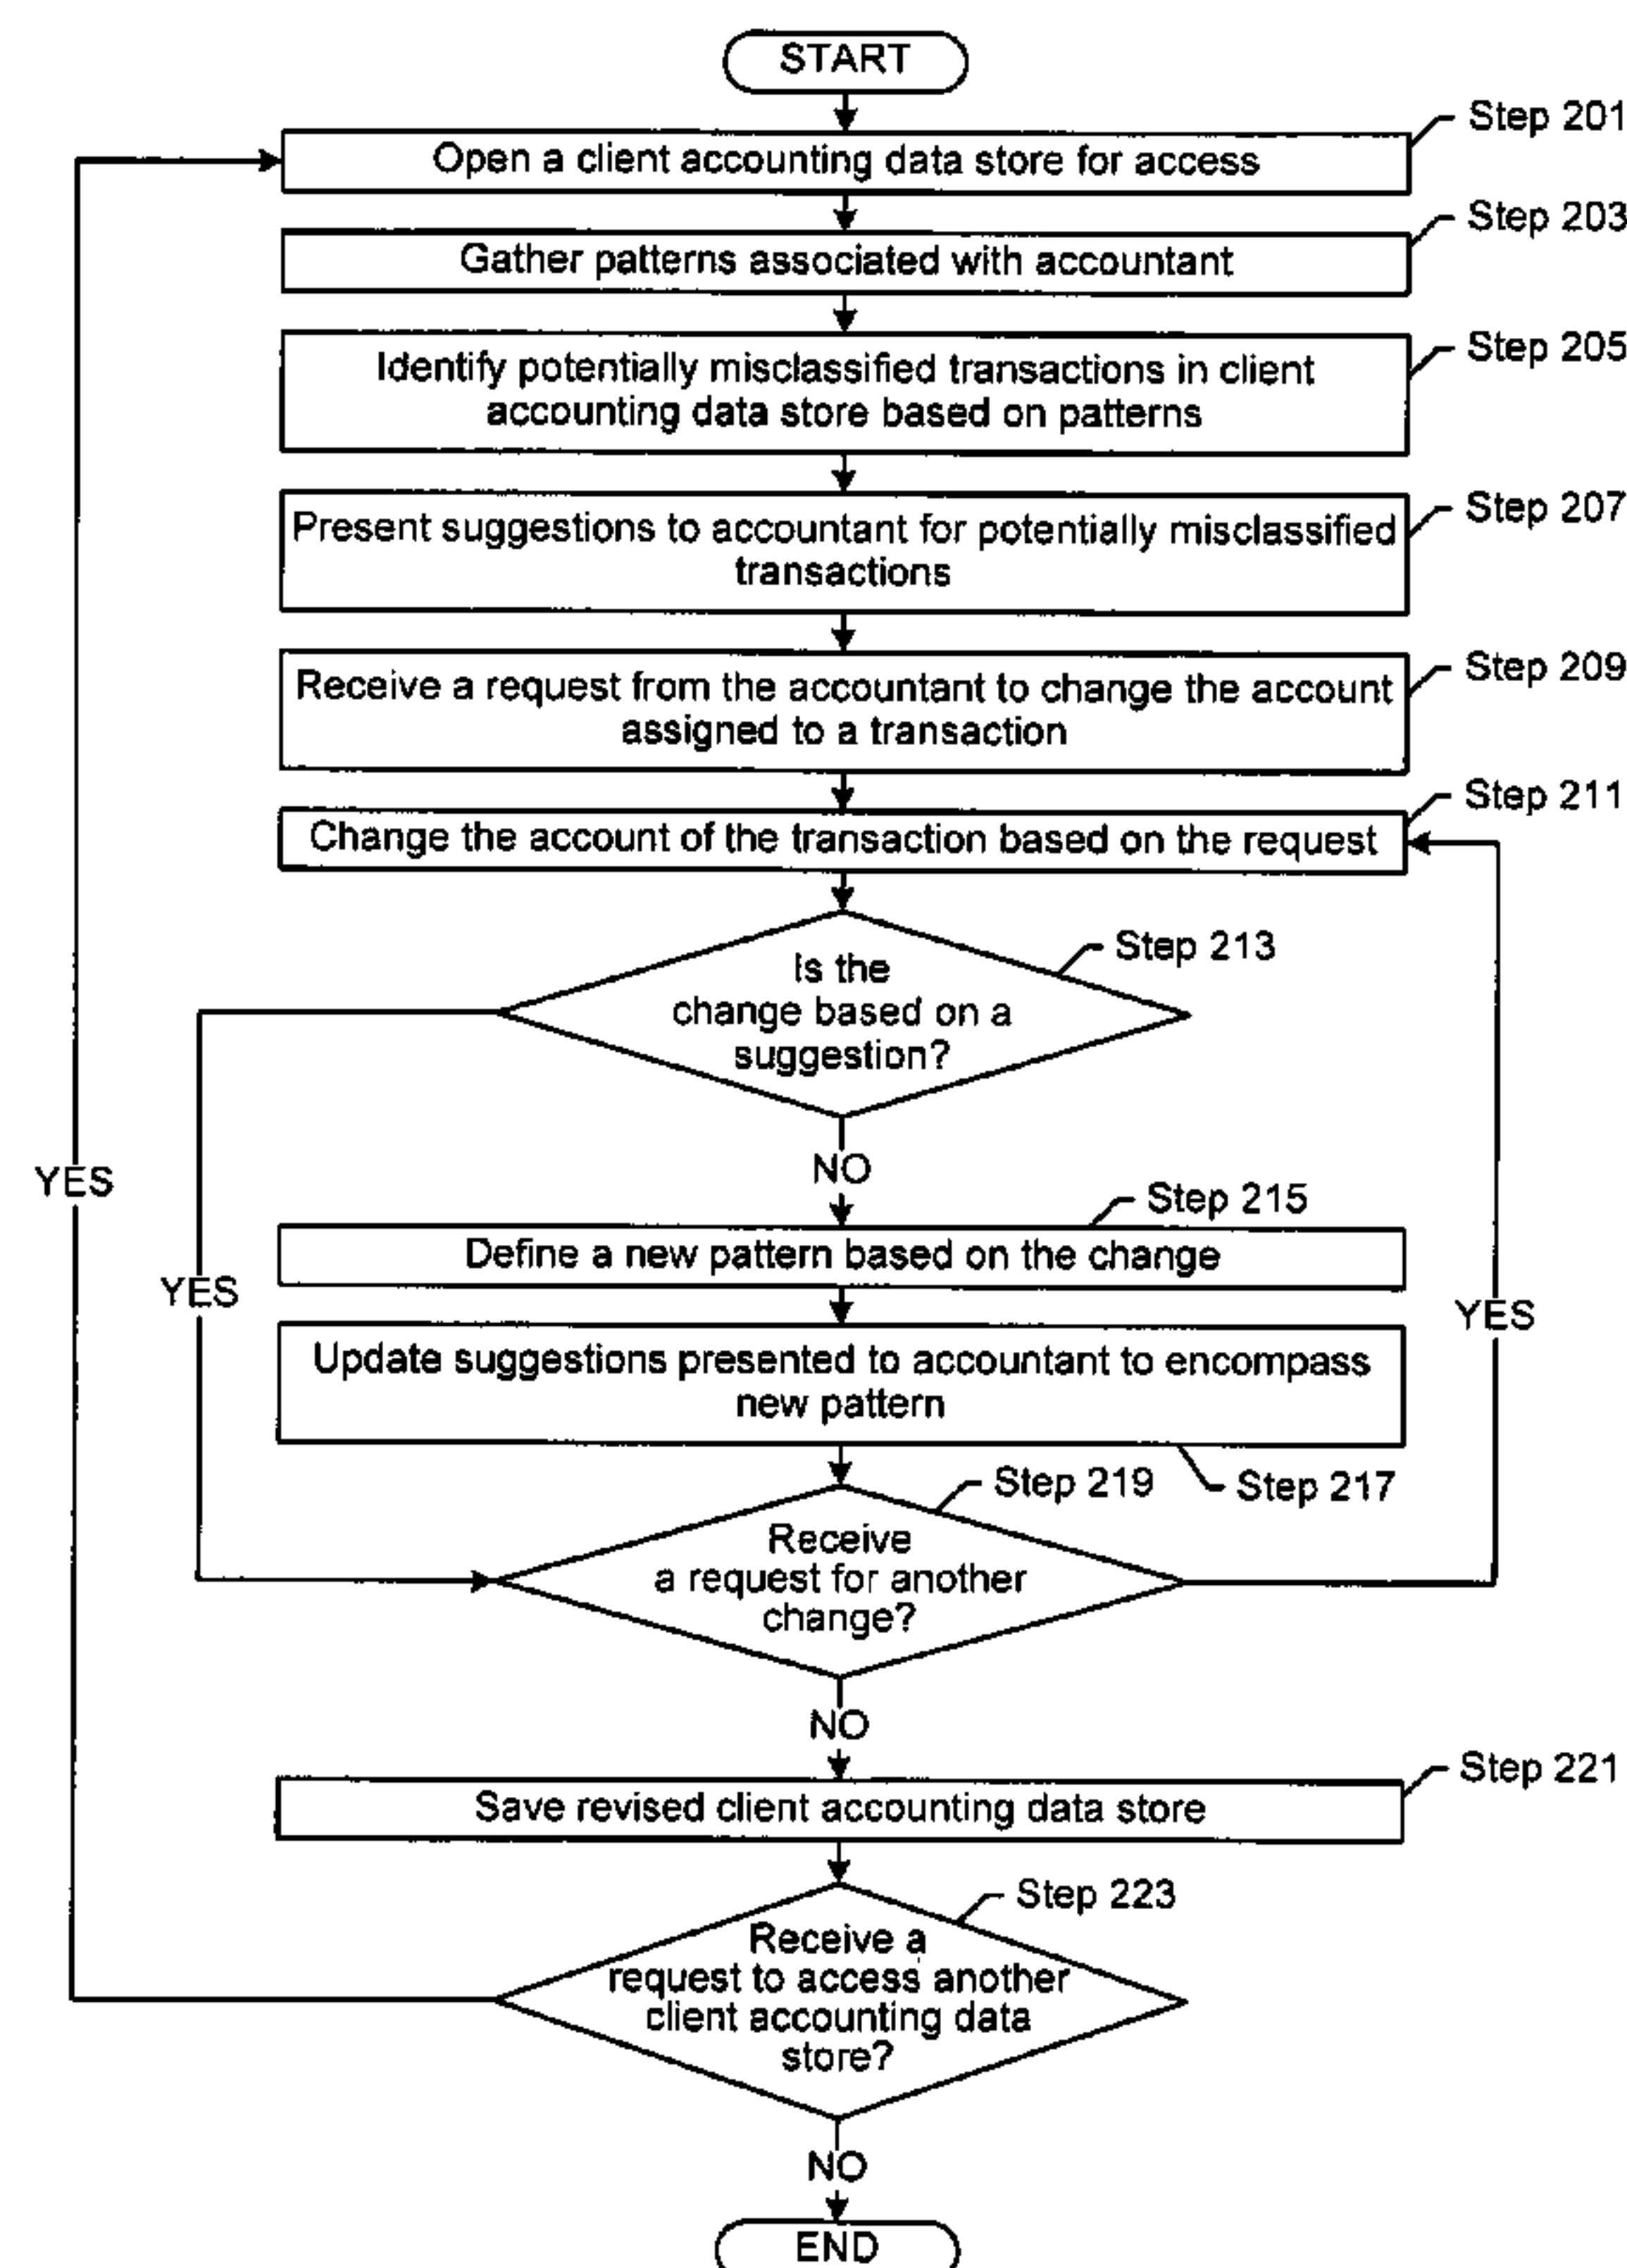 START
Step 201
Open a client accounting data store for access
Step 203
Gather patterns associated with accountant
Step 205
Identify potentially misclassified transactions in client
accounting data store based on patterns
Step 207
Present suggestions to accountant for potentially misclassified
transactions
Step 209
Receive a request from the accountant to change the account
assigned to a transaction
Step 211
Change the account of the transaction based on the request
Step 213
Is the
change based on a
suggestion?
NO
YES
Step 215
Define a new pattern based on the change
YES
YES
Update suggestions presented to accountant to encompass
new pattern
Step 217
Step 219
Receive
a request for another
change?
NO
Step 221
Save revised client accounting data store
Step 223
Receive a
request to access another
client accounting data
store?
NO
END